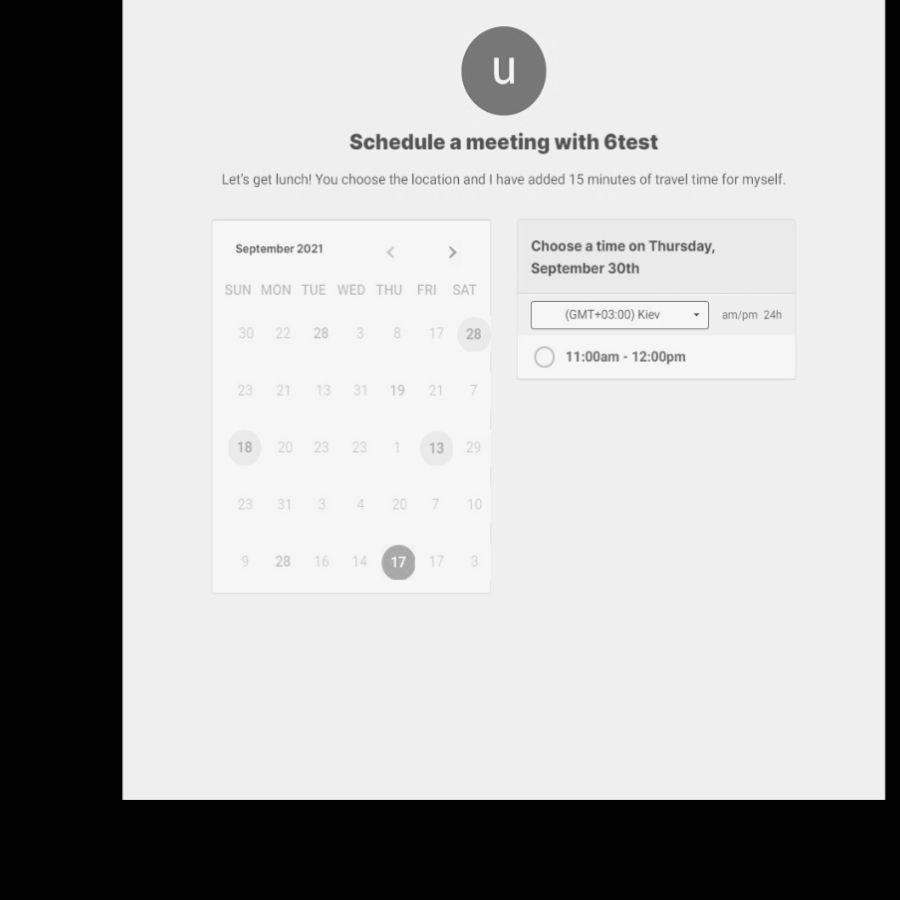 u
Schedule a meeting with 6test
Let's get lunch! You choose the location and I have added 15 minutes of travel time for myself.
September 2021
SUN MON TUE WED THU FRI SAT
30 22 28 3 8 17 28
23 21 13 31 19 21 7
18 20 23 23 1 13 29
23 31 3 4 20 7 10
9 28 16 14 17 17 3
Choose a time on Thursday,
September 30th
(GMT+03:00) Kiev am/pm 24h
11:00am - 12:00pm